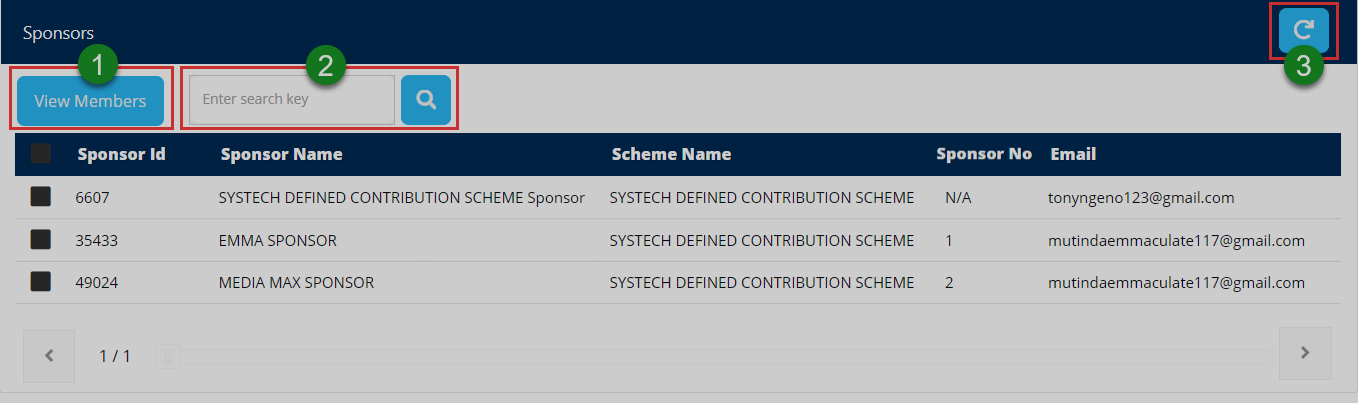 Sponsors
1
2
3
View Members
Enter search key
Sponsor Id Sponsor Name Scheme Name Sponsor No Email
6607 SYSTECH DEFINED CONTRIBUTION SCHEME Sponsor SYSTECH DEFINED CONTRIBUTION SCHEME N/A tonyngeno123@gmail.com
35433 EMMA SPONSOR SYSTECH DEFINED CONTRIBUTION SCHEME 1 mutindaemmaculate117@gmail.com
49024 MEDIA MAX SPONSOR SYSTECH DEFINED CONTRIBUTION SCHEME 2 mutindaemmaculate117@gmail.com
1 / 1